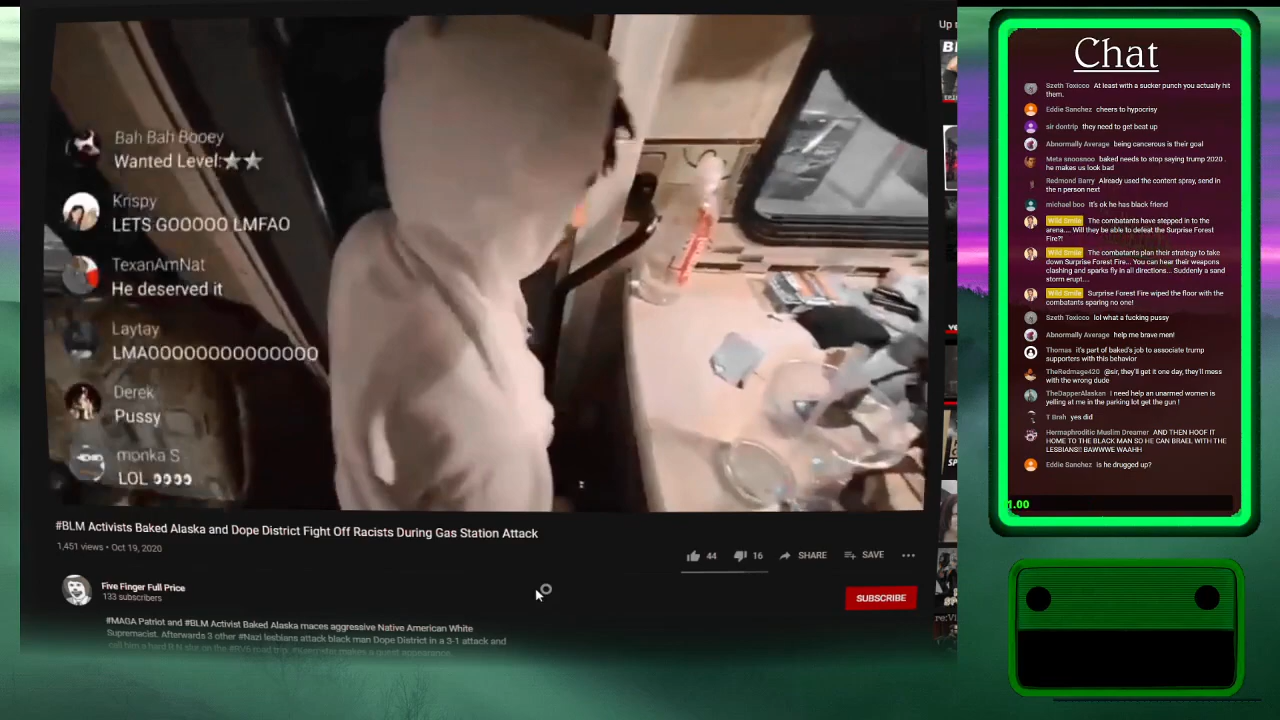 Bah Bah Booey
Wanted Level:★★
Krispy
LETS GOOOOO LMFAO
TexanAmNat
He deserved it
Laytay
LMAOOOOOOOOOOOOOO
Derek
Pussy
monka S
LOL
#BLM Activists Baked Alaska and Dope District Fight Off Racists During Gas Station Attack
1,451 views • Oct 19, 2020
44
16
SHARE
SAVE
Five Finger Full Price
133 subscribers
SUBSCRIBE
#MAGA Patriot and #BLM Activist Baked Alaska maces aggressive Native American White
Supremacist. Afterwards 3 other #Nazi lesbians attack black man Dope District in a 3-1 attack and
call him a hard R N slur on the #RV6 road trip.
makes a guest appearance.
Up
Chat
Szeth Toxicco At least with a sucker punch you actually hit
them.
Eddie Sanchez cheers to hypocrisy
sir dontrip they need to get beat up
Abnormally Average being cancerous is their goal
Meta snoosnoo baked needs to stop saying trump 2020 .
he makes us look bad
Redmond Barry Already used the content spray, send in
the n person next
michael boo It's ok he has black friend
Wild Smile The combatants have stepped in to the
arena.... Will they be able to defeat the Surprise Forest
Fire?!
Wild Smile The combatants plan their strategy to take
down Surprise Forest Fire... You can hear their weapons
clashing and sparks fly in all directions... Suddenly a sand
storm erupt....
Wild Smile Surprise Forest Fire wiped the floor with the
combatants sparing no one!
Szeth Toxicco lol what a fucking pussy
Abnormally Average help me brave men!
Thomas it's part of baked's job to associate trump
supporters with this behavior
TheRedmage420 @sir, they'll get it one day, they'll mess
with the wrong dude
TheDapperAlaskan I need help an unarmed women is
yelling at me in the parking lot get the gun !
T Brah yes did
Hermaphroditic Muslim Dreamer AND THEN HOOF IT
HOME TO THE BLACK MAN SO HE CAN BRAEL WITH THE
LESBIANS!! BAWWWE WAAHH
Eddie Sanchez is he drugged up?
1.00